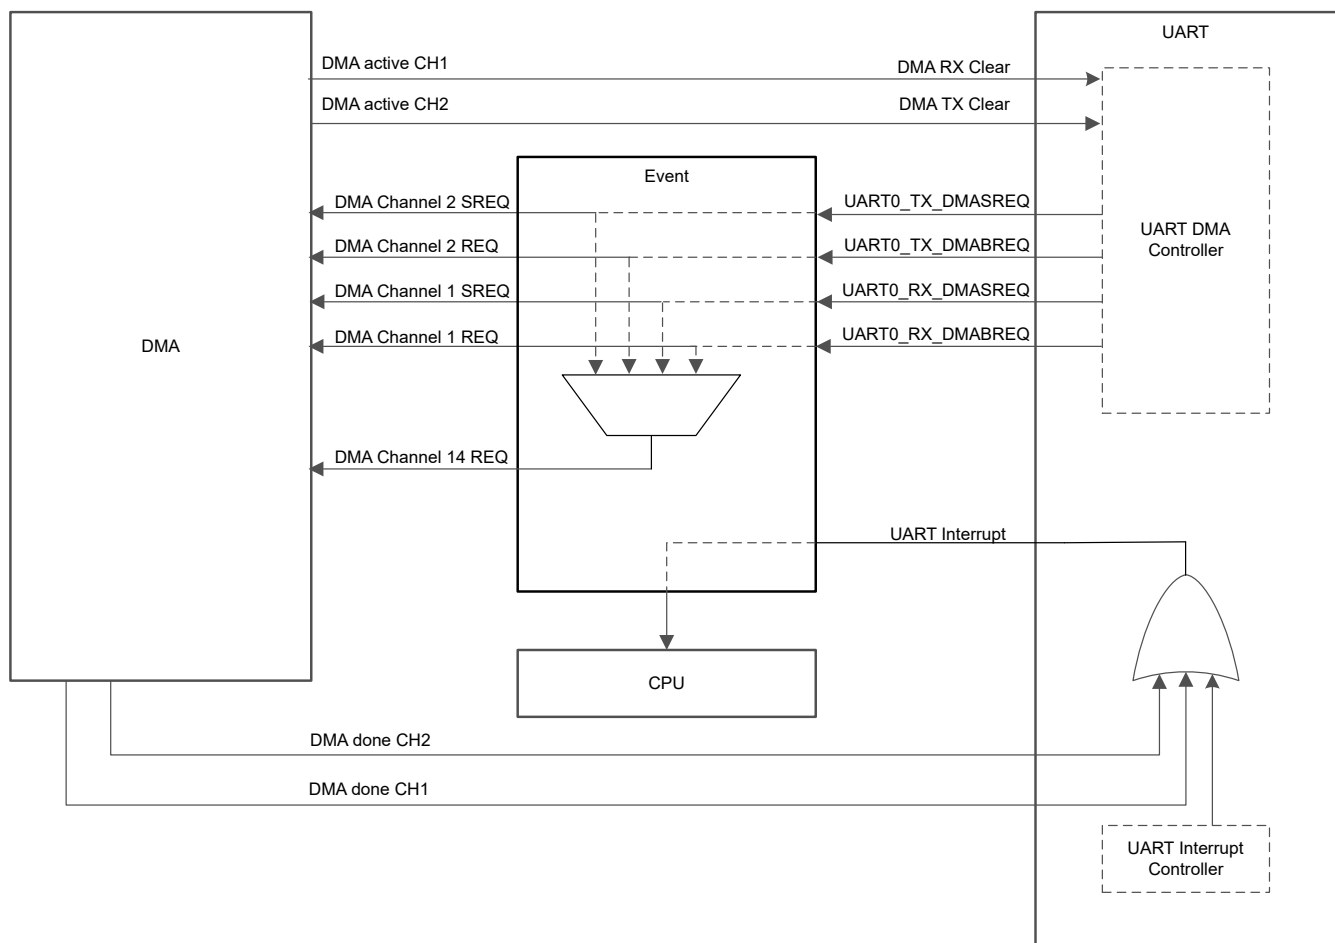 UART
DMA active CH1
DMA RX Clear
DMA active CH2
DMA TX Clear
Event
DMA Channel 2 SREQ
UART0_TX_DMASREQ
DMA Channel 2 REQ
UART0_TX_DMABREQ
UART DMA
Controller
DMA Channel 1 SREQ
UART0_RX_DMASREQ
DMA Channel 1 REQ
UART0_RX_DMABREQ
DMA
DMA Channel 14 REQ
UART Interrupt
CPU
DMA done CH2
DMA done CH1
UART Interrupt
Controller